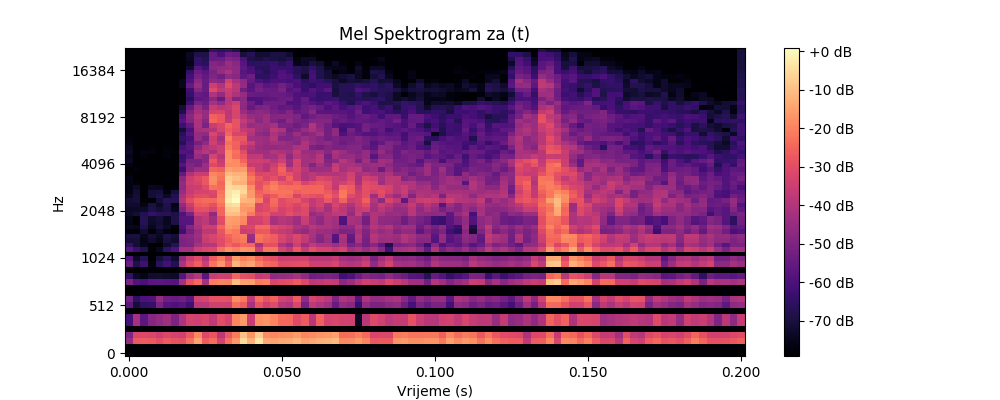 Mel Spektrogram za (t)
Hz
16384
8192
4096
2048
1024
512
0
0.000 0.050 0.100 0.150 0.200
Vrijeme (s)
+0 dB
-10 dB
-20 dB
-30 dB
-40 dB
-50 dB
-60 dB
-70 dB